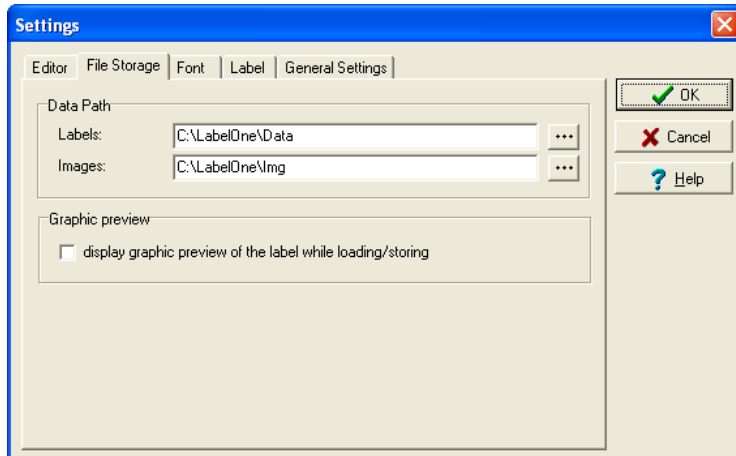 Settings
Editor File Storage Font Label General Settings
Data Path
Labels: C:\LabelOne\Data ...
Images: C:\LabelOne\Img ...
Graphic preview
display graphic preview of the label while loading/storing
OK
Cancel
Help